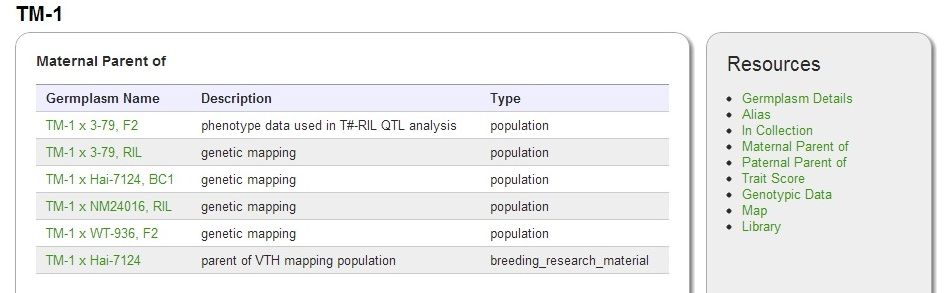 TM-1
Maternal Parent of
Germplasm Name Description Type
TM-1 x 3-79, F2 phenotype data used in T#-RIL QTL analysis population
TM-1 x 3-79, RIL genetic mapping population
TM-1 x Hai-7124, BC1 genetic mapping population
TM-1 x NM24016, RIL genetic mapping population
TM-1 x WT-936, F2 genetic mapping population
TM-1 x Hai-7124 parent of VTH mapping population breeding_research_material
Resources
Germplasm Details
Alias
In Collection
Maternal Parent of
Paternal Parent of
Trait Score
Genotypic Data
Map
Library